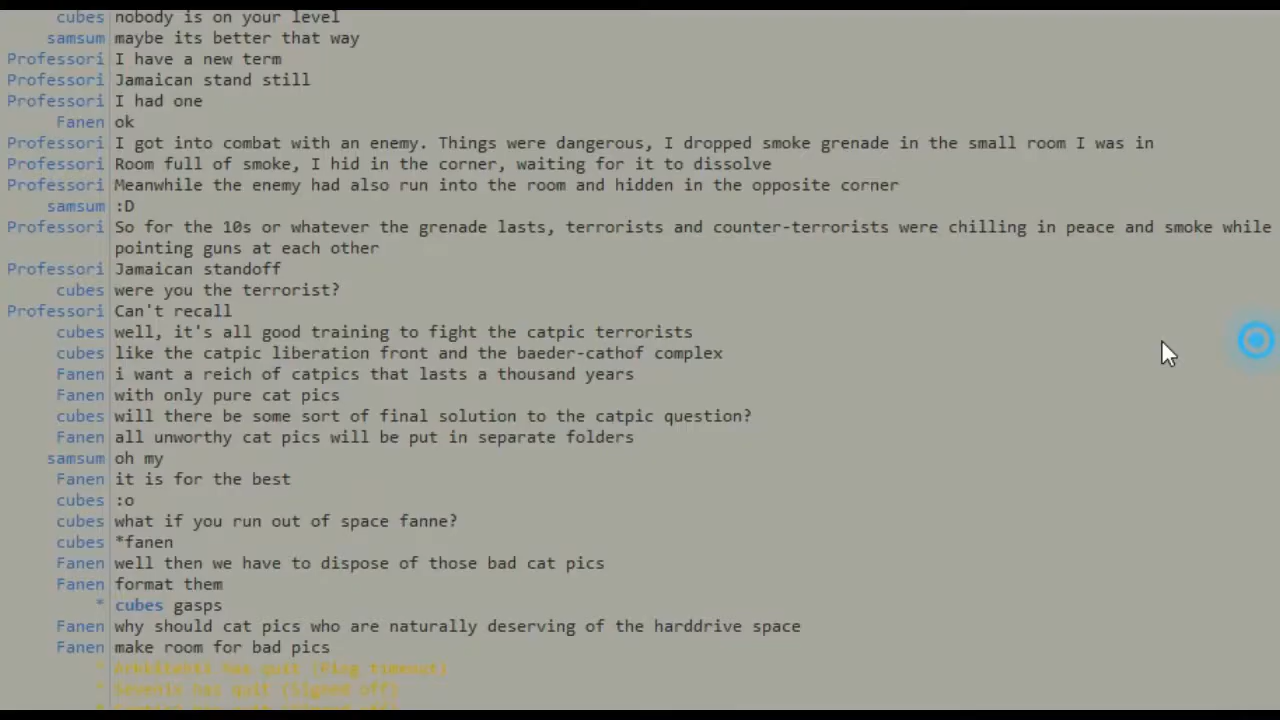 cubes nobody is on your level
samsum maybe its better that way
Professori I have a new term
Professori Jamaican stand still
Professori I had one
Fanen ok
Professori I got into combat with an enemy. Things were dangerous, I dropped smoke grenade in the small room I was in
Professori Room full of smoke, I hid in the corner, waiting for it to dissolve
Professori Meanwhile the enemy had also run into the room and hidden in the opposite corner
samsum :D
Professori So for the 10s or whatever the grenade lasts, terrorists and counter-terrorists were chilling in peace and smoke while
pointing guns at each other
Professori Jamaican standoff
cubes were you the terrorist?
Professori Can't recall
cubes well, it's all good training to fight the catpic terrorists
cubes like the catpic liberation front and the baeder-cathof complex
Fanen i want a reich of catpics that lasts a thousand years
Fanen with only pure cat pics
cubes will there be some sort of final solution to the catpic question?
Fanen all unworthy cat pics will be put in separate folders
samsum oh my
Fanen it is for the best
cubes :o
cubes what if you run out of space fanne?
cubes *fanen
Fanen well then we have to dispose of those bad cat pics
Fanen format them
* cubes gasps
Fanen why should cat pics who are naturally deserving of the harddrive space
Fanen make room for bad pics
* has quit (Ping timeout)
* has quit (Signed off)